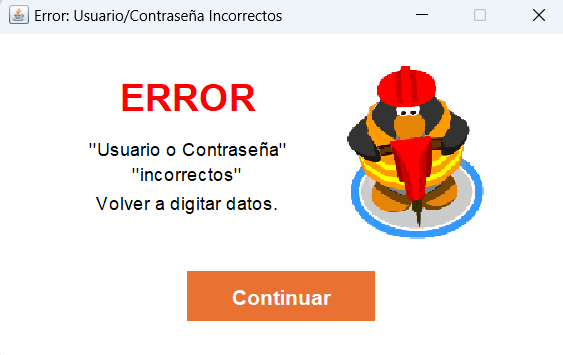 Error: Usuario/Contraseña Incorrectos
ERROR
"Usuario o Contraseña"
"incorrectos"
Volver a digitar datos.
Continuar